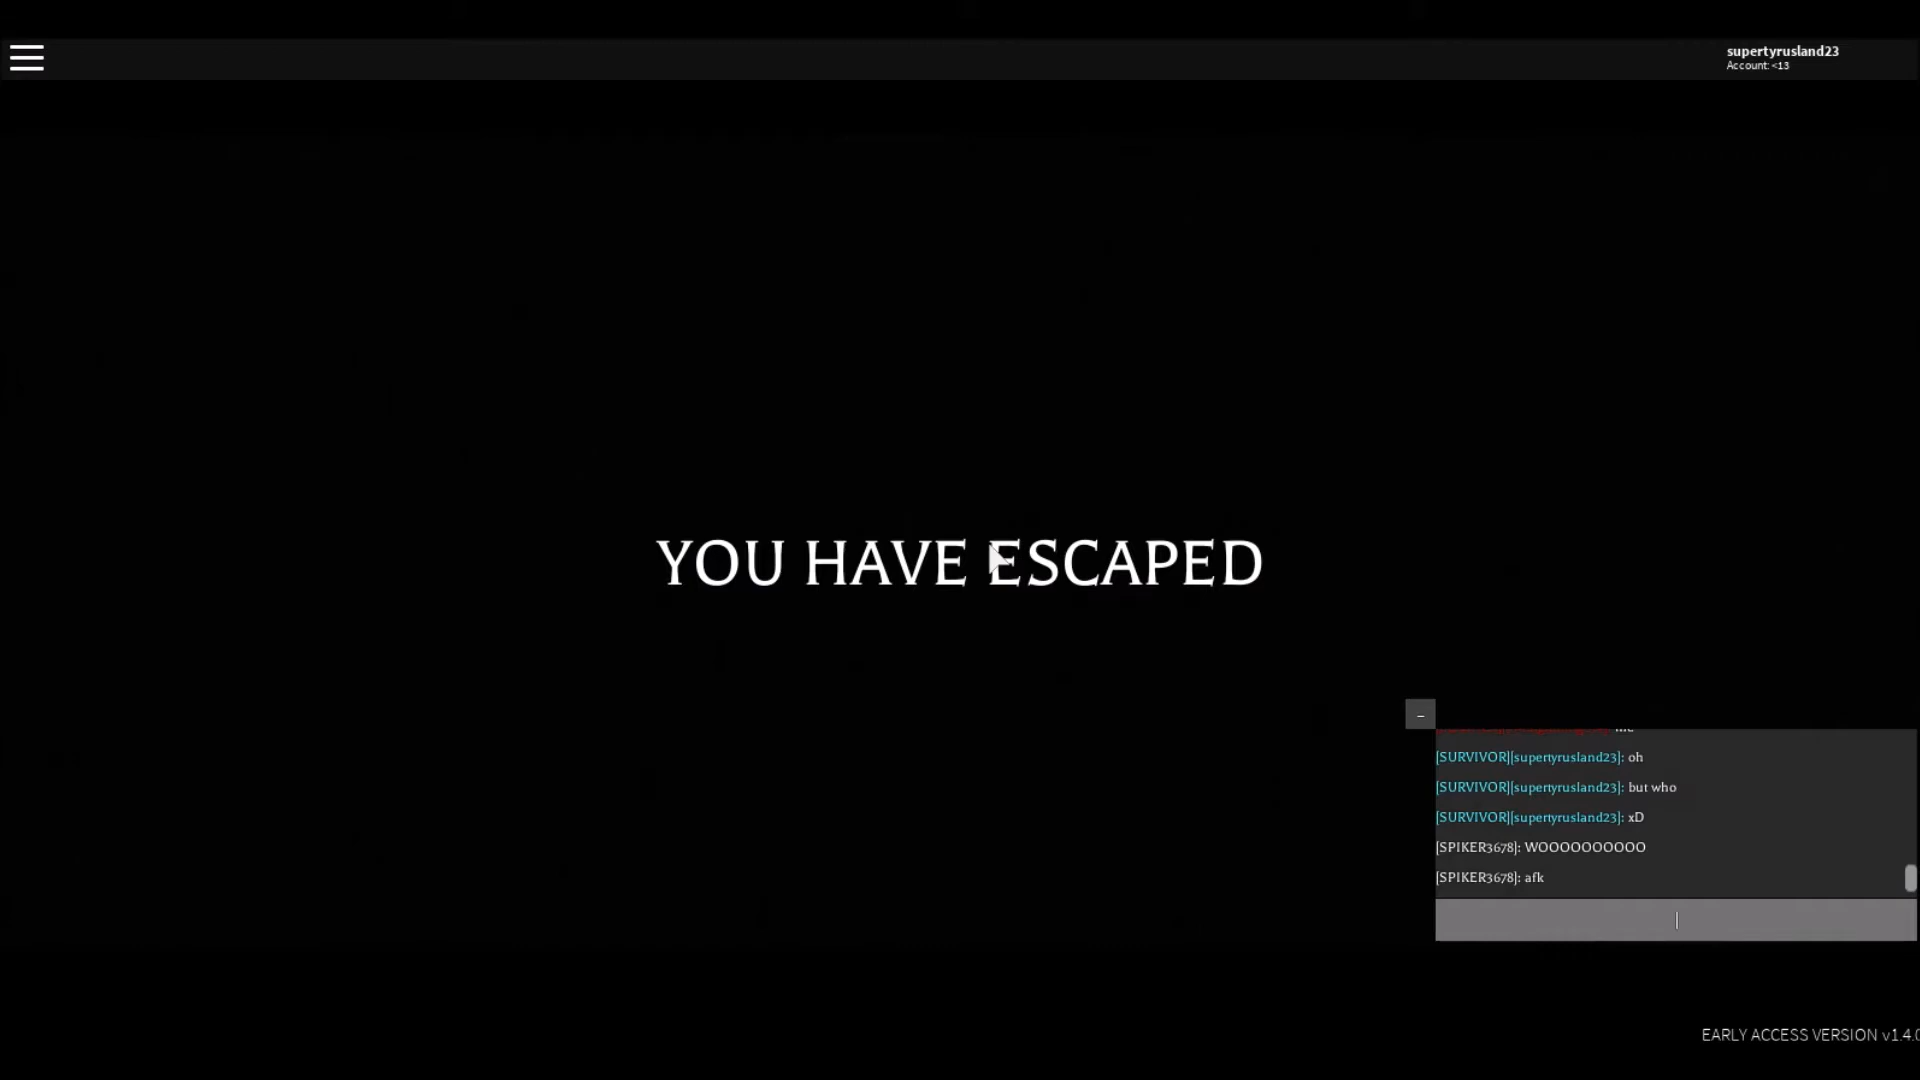 supertyrusland23
Account: <13
YOU HAVE ESCAPED
[SURVIVOR][supertyrusland23]: oh
[SURVIVOR][supertyrusland23]: but who
[SURVIVOR][supertyrusland23]: xD
[SPIKER3678]: WOOOOOOOOOO
[SPIKER3678]: afk
EARLY ACCESS VERSION v1.4.0